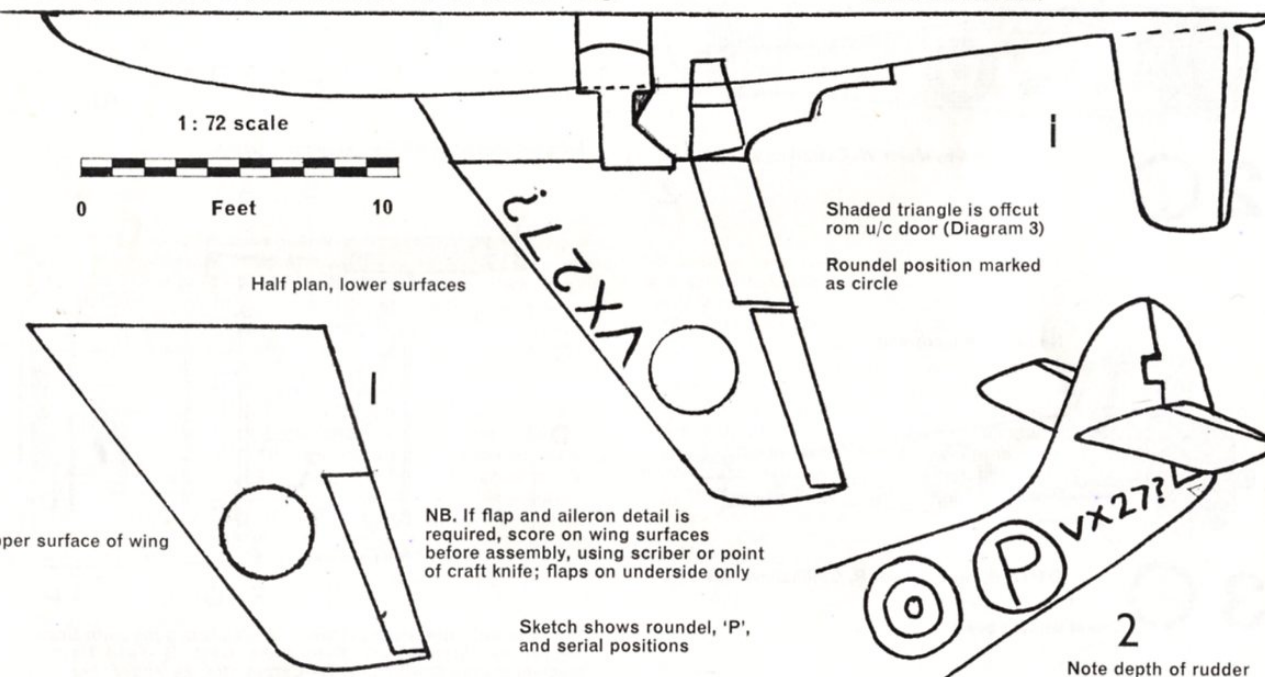 1 : 72 scale
0 Feet 10
Half plan, lower surfaces
VX27?
1
Shaded triangle is offcut
rom u/c door (Diagram 3)
Roundel position marked
as circle
1
pper surface of wing
NB. If flap and aileron detail is
required, score on wing surfaces
before assembly, using scriber or point
of craft knife; flaps on underside only
Sketch shows roundel, ‘P’,
and serial positions
P
VX27?
2
Note depth of rudder